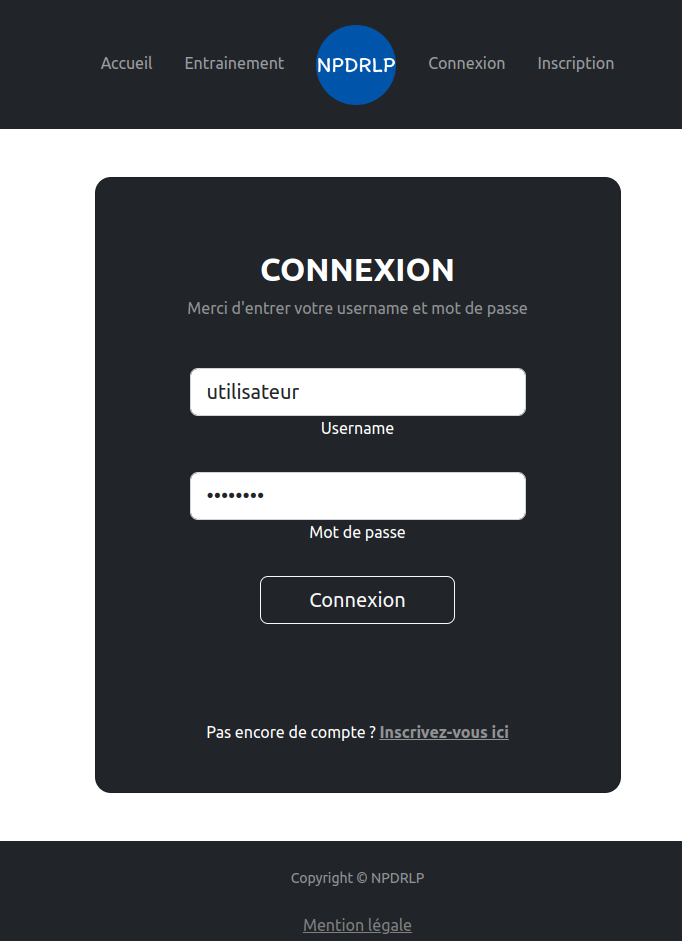 Accueil Entrainement NPDRLP Connexion Inscription
CONNEXION
Merci d'entrer votre username et mot de passe
utilisateur
Username
••••••••
Mot de passe
Connexion
Pas encore de compte ? Inscrivez-vous ici
Copyright © NPDRLP
Mention légale